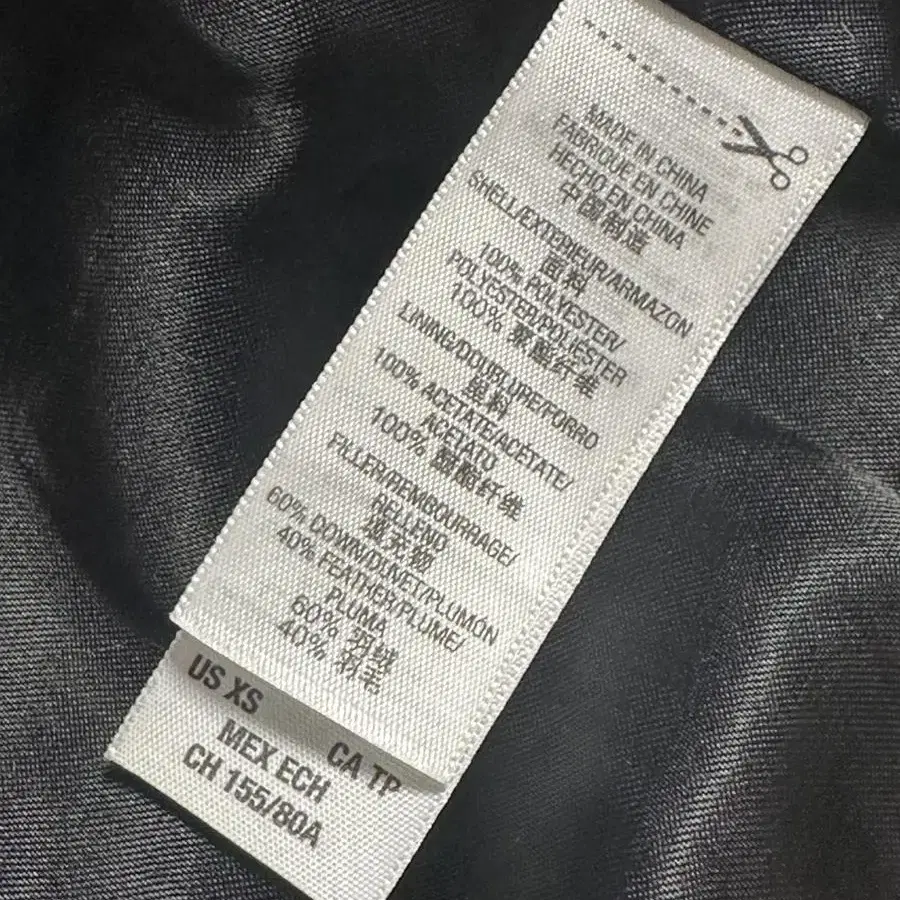 MADE IN CHINA
FABRIQUE EN CHINE
HECHO EN CHINA
中国制造
SHELL/EXTERIEUR/ARMAZON
面料
100% POLYESTER/
POLYESTER/POLIESTER
100% 聚酯纤维
LINING/DOUBLURE/FORRO
里料
100% ACETATE/ACETATE/
ACETATO
100% 醋酯纤维
FILLER/REMBOURRAGE/
RELLENO
填充物
60% DOWN/DUVET/PLUMON
40% FEATHER/PLUME/
PLUMA
60% 羽绒
40% 羽毛
US XS
CA TP
MEX ECH
CH 155/80A